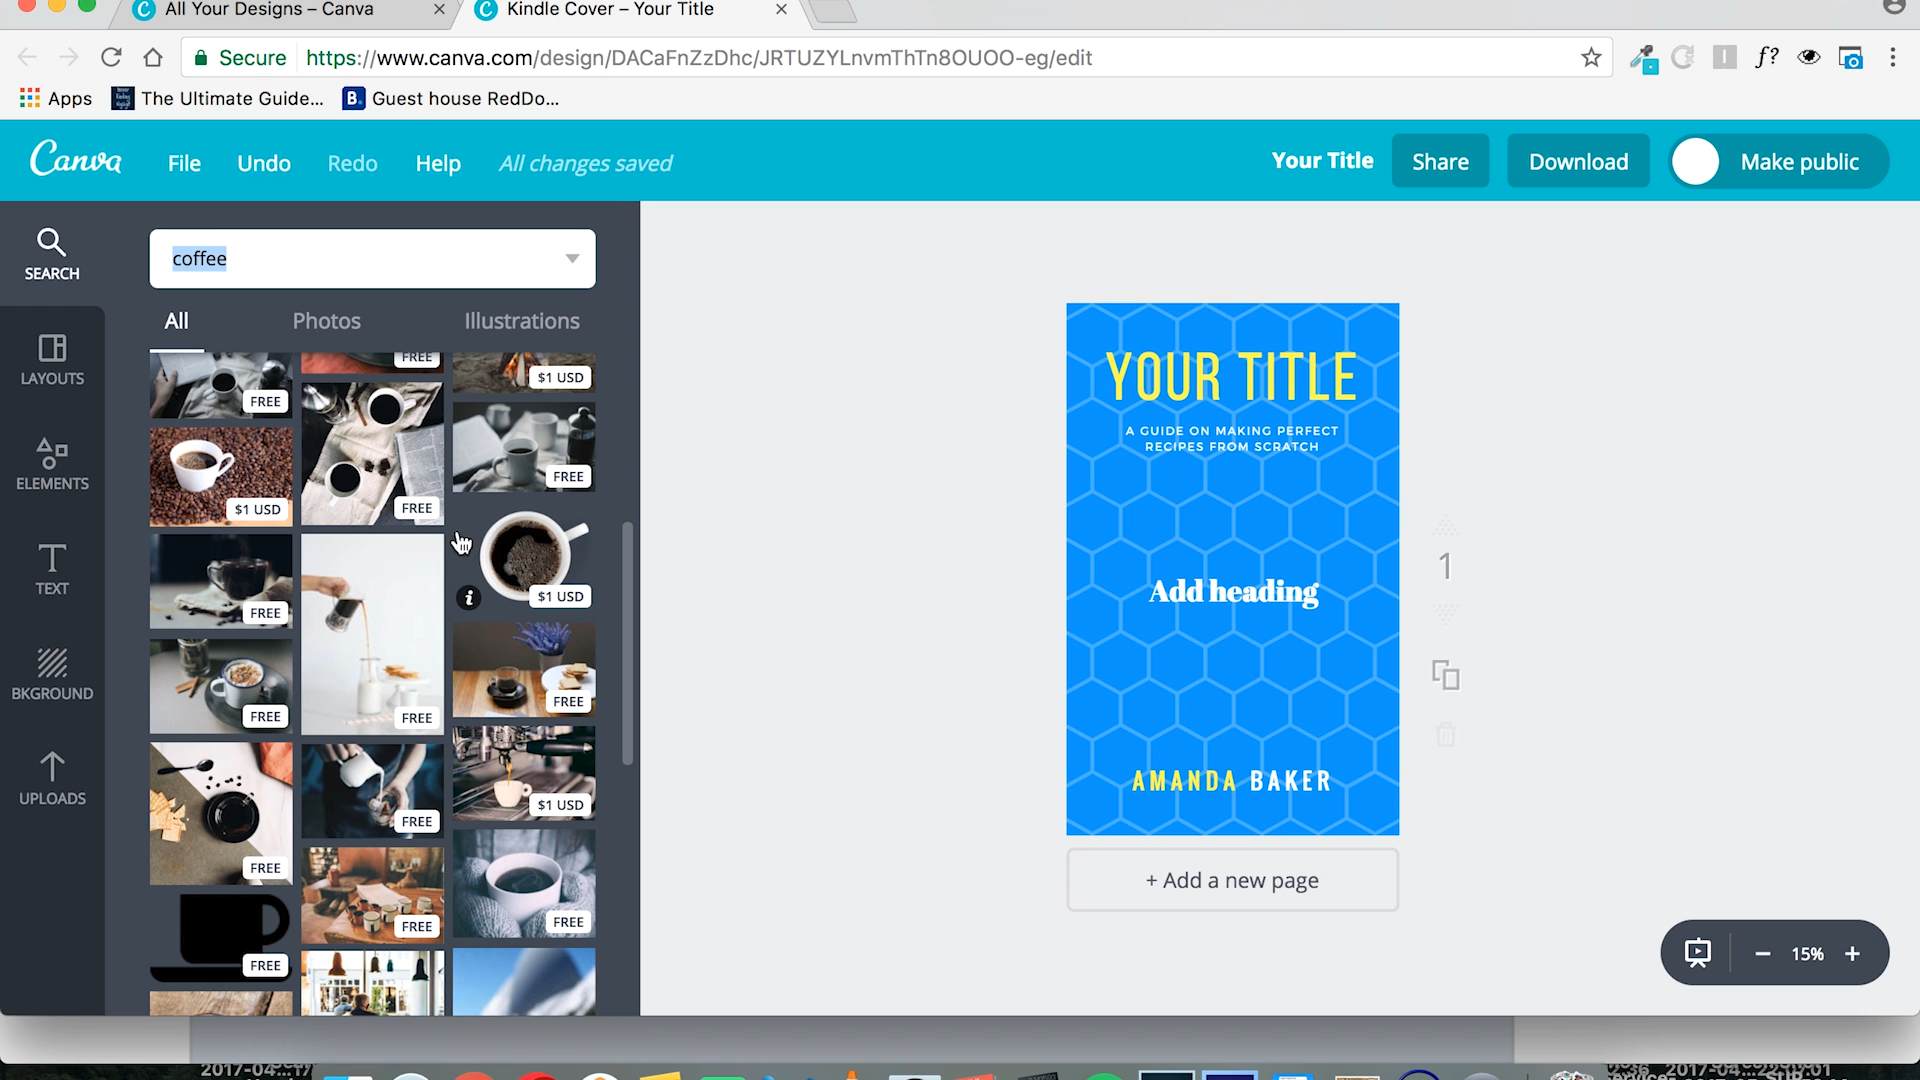 All Your Designs – Canva
Kindle Cover – Your Title
Secure
https://www.canva.com/design/DACaFnZzDhc/JRTUZYLnvmThTn8OUOO-eg/edit
f?
Apps
The Ultimate Guide...
B.
Guest house RedDo...
Canva
File
Undo
Redo
Help
All changes saved
Your Title
Share
Download
Make public
SEARCH
LAYOUTS
ELEMENTS
TEXT
BKGROUND
UPLOADS
coffee
All
Photos
Illustrations
FREE
$1 USD
FREE
FREE
$1 USD
FREE
FREE
$1 USD
FREE
FREE
FREE
FREE
$1 USD
FREE
FREE
FREE
FREE
FREE
YOUR TITLE
A GUIDE ON MAKING PERFECT
RECIPES FROM SCRATCH
Add heading
AMANDA BAKER
1
+ Add a new page
15%